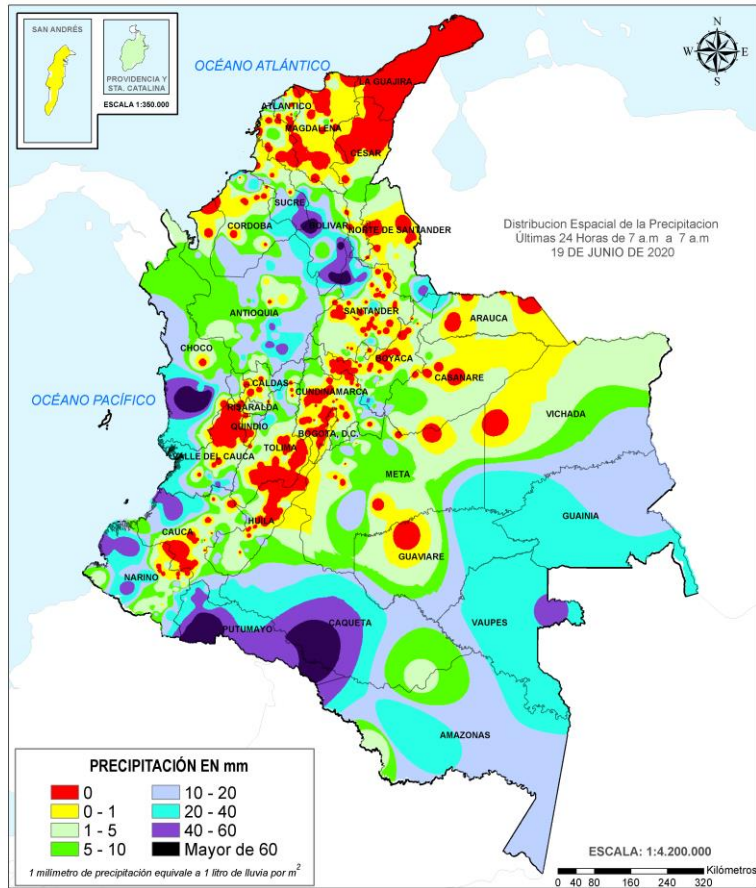 SAN ANDRÉS
PROVIDENCIA Y
STA. CATALINA
ESCALA 1:350.000
OCÉANO ATLÁNTICO
N
W E
S
LA GUAJIRA
ATLANTICO
MAGDALENA
CESAR
SUCRE
BOLIVAR
NORTE DE SANTANDER
CORDOBA
Distribucion Espacial de la Precipitacion
Últimas 24 Horas de 7 a.m a 7 a.m
19 DE JUNIO DE 2020
ANTIOQUIA
SANTANDER
ARAUCA
CHOCO
BOYACA
CASANARE
CALDAS
CUNDINAMARCA
OCÉANO PACÍFICO
RISARALDA
VICHADA
QUINDIO
BOGOTA, D.C.
TOLIMA
VALLE DEL CAUCA
META
GUAINIA
HUILA
CAUCA
GUAVIARE
NARINO
CAQUETA
VAUPES
PUTUMAYO
AMAZONAS
PRECIPITACIÓN EN mm
0 10 - 20
0 - 1 20 - 40
1 - 5 40 - 60
5 - 10 Mayor de 60
1 milímetro de precipitación equivale a 1 litro de lluvia por m²
ESCALA: 1:4.200.000
Kilómet
0 40 80 160 240 320